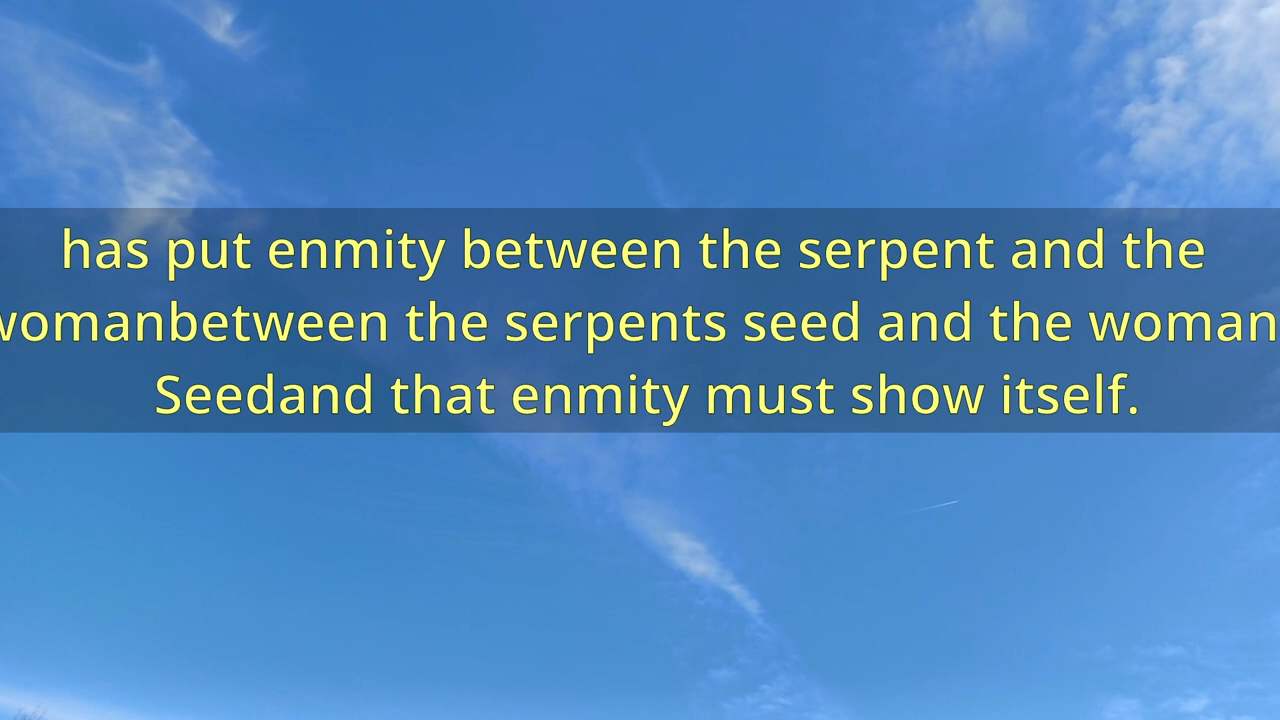 has put enmity between the serpent and the
womanbetween the serpents seed and the woman
Seedand that enmity must show itself.